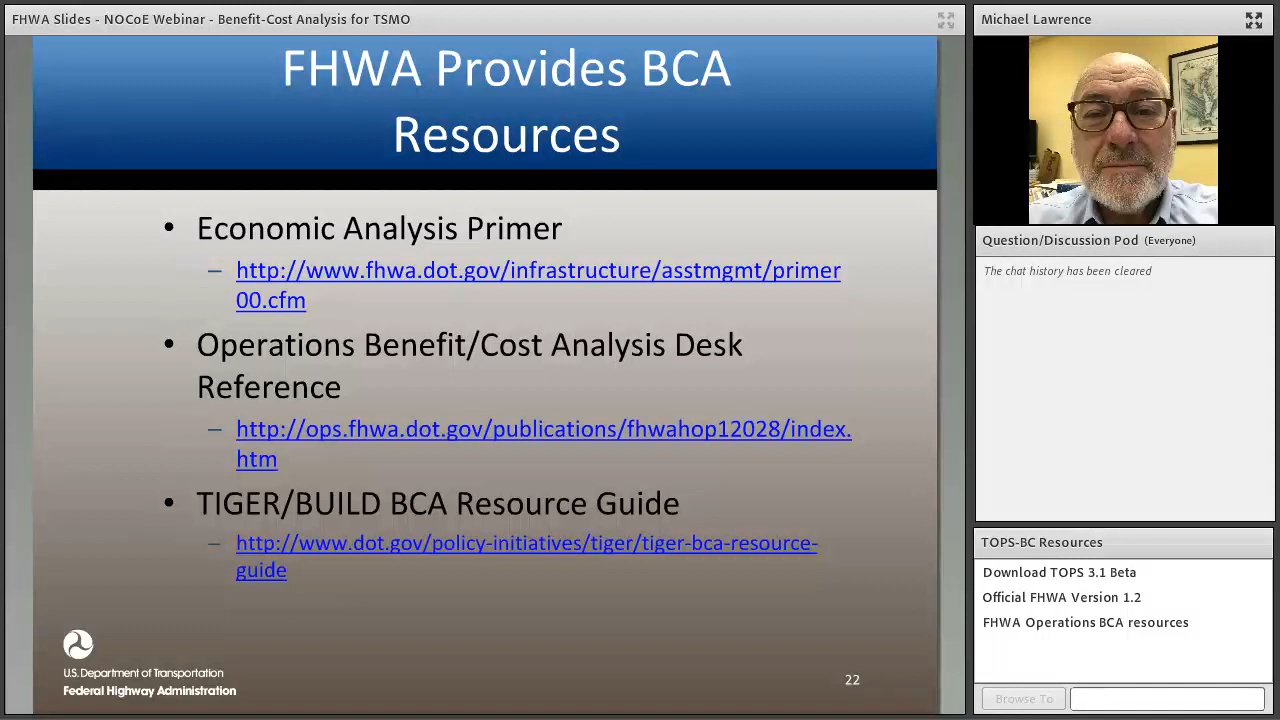 FHWA Slides - NOCoE Webinar - Benefit-Cost Analysis for TSMO
FHWA Provides BCA
Resources
• Economic Analysis Primer
– http://www.fhwa.dot.gov/infrastructure/asstmgmt/primer
00.cfm
• Operations Benefit/Cost Analysis Desk
Reference
– http://ops.fhwa.dot.gov/publications/fhwahop12028/index.
htm
• TIGER/BUILD BCA Resource Guide
– http://www.dot.gov/policy-initiatives/tiger/tiger-bca-resource-
guide
U.S. Department of Transportation
Federal Highway Administration
22
Michael Lawrence
Question/Discussion Pod (Everyone)
The chat history has been cleared
TOPS-BC Resources
Download TOPS 3.1 Beta
Official FHWA Version 1.2
FHWA Operations BCA resources
Browse To